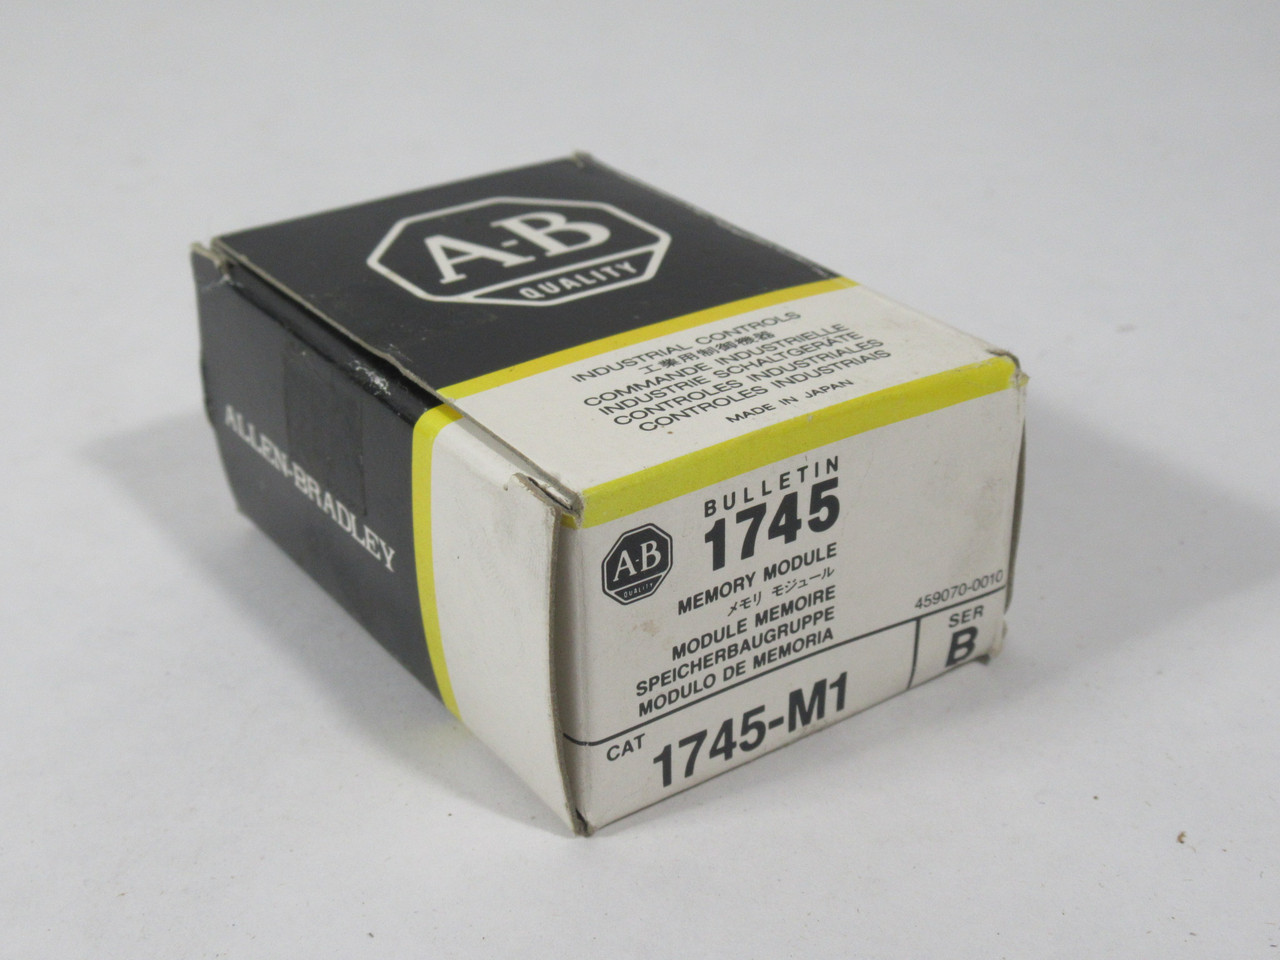 A-B
QUALITY
INDUSTRIAL CONTROLS
工業用制御機器
COMMANDE INDUSTRIELLE
INDUSTRIE SCHALTGERÄTE
CONTROLES INDUSTRIALES
CONTROLES INDUSTRIAIS
MADE IN JAPAN
ALLEN-BRADLEY
BULLETIN
1745
A-B
QUALITY
MEMORY MODULE
メモリ モジュール
MODULE MEMOIRE
SPEICHERBAUGRUPPE
MODULO DE MEMORIA
459070-0010
CAT 1745-M1
SER
B